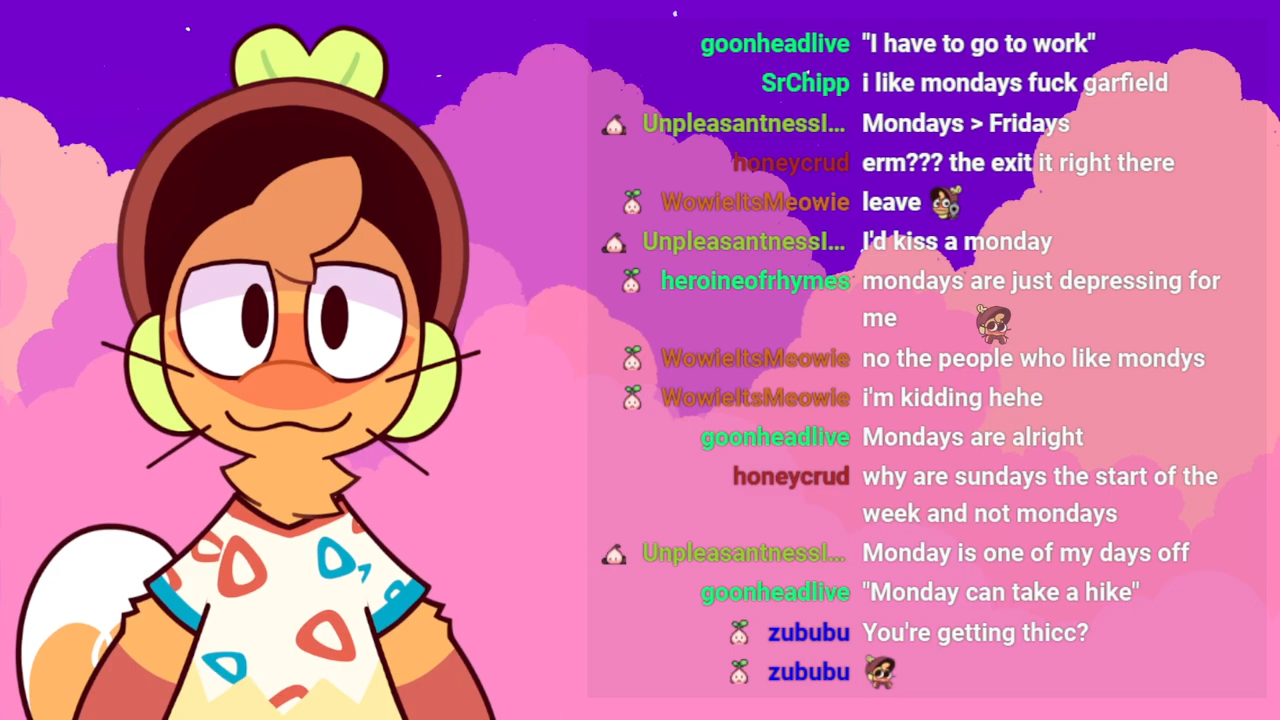 goonheadlive "I have to go to work"
SrChipp i like mondays fuck garfield
UnpleasantnessI... Mondays > Fridays
honeycrud erm??? the exit it right there
WowieItsMeowie leave
UnpleasantnessI... I'd kiss a monday
heroineofrhymes mondays are just depressing for
me
WowieItsMeowie no the people who like mondys
WowieItsMeowie i'm kidding hehe
goonheadlive Mondays are alright
honeycrud why are sundays the start of the
week and not mondays
UnpleasantnessI... Monday is one of my days off
goonheadlive "Monday can take a hike"
zububu You're getting thicc?
zububu